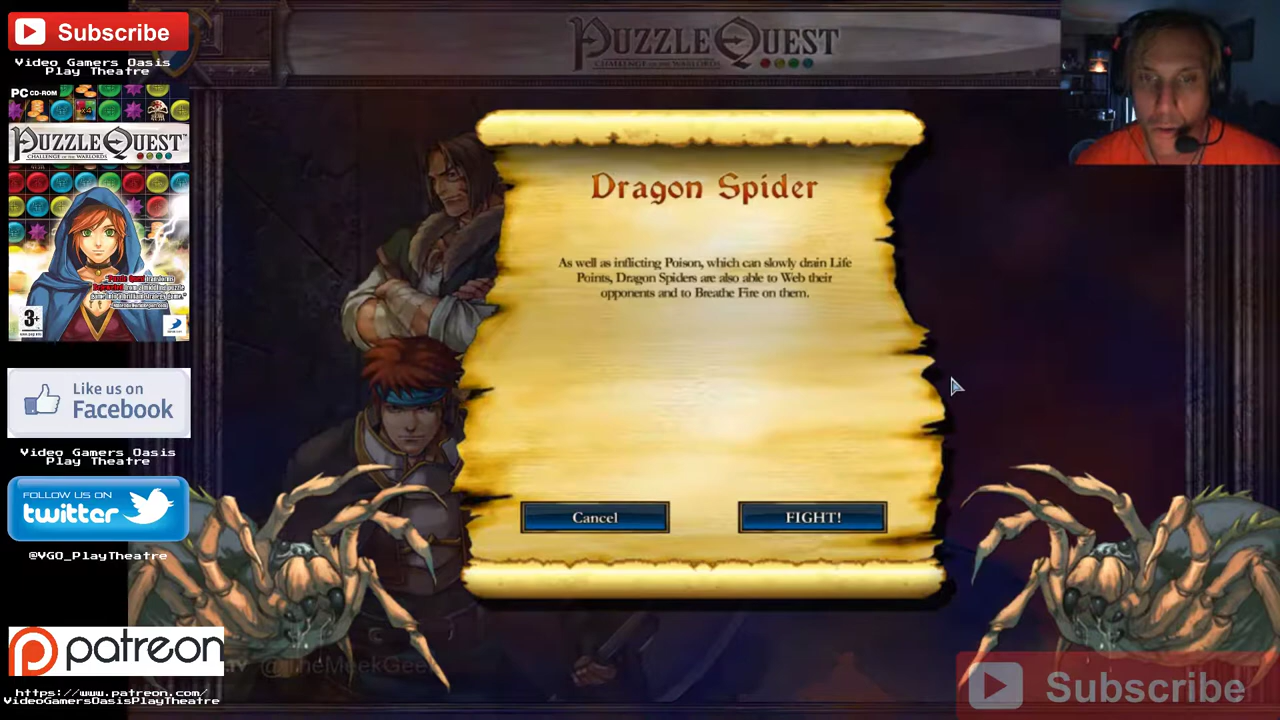 Subscribe
Video Gamers Oasis
Play Theatre
PC CD-ROM
PUZZLE QUEST
CHALLENGE OF THE WARLORDS
3+
Like us on
Facebook
Video Gamers Oasis
Play Theatre
FOLLOW US ON
twitter
@VGO_PlayTheatre
patreon
https://www.patreon.com/
VideoGamersOasisPlayTheatre
PUZZLE QUEST
CHALLENGE OF THE WARLORDS
Dragon Spider
As well as inflicting Poison, which can slowly drain Life
Points, Dragon Spiders are also able to Web their
opponents and to Breathe Fire on them.
Cancel
FIGHT!
@TheMeekGee
Subscribe